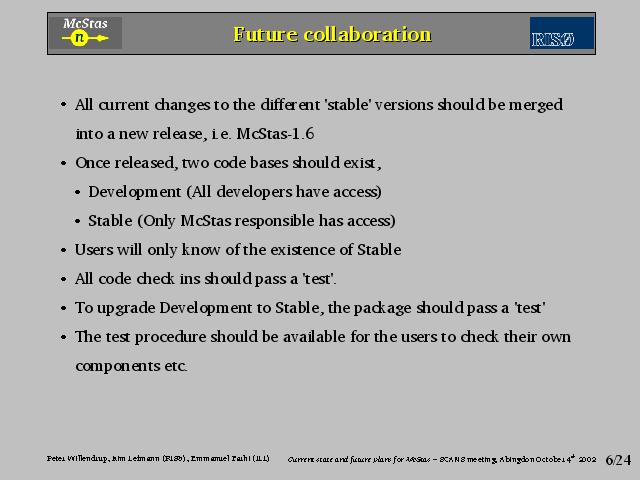 McStas
n
Future collaboration
RISØ
• All current changes to the different 'stable' versions should be merged
into a new release, i.e. McStas-1.6
• Once released, two code bases should exist,
• Development (All developers have access)
• Stable (Only McStas responsible has access)
• Users will only know of the existence of Stable
• All code check ins should pass a 'test'.
• To upgrade Development to Stable, the package should pass a 'test'
• The test procedure should be available for the users to check their own
components etc.
Peter Willendrup, Kim Lefmann (RISØ), Emmanuel Farhi (ILL) Current state and future plans for McStas – SCANS meeting, Abingdon October 4th 2002 6/24